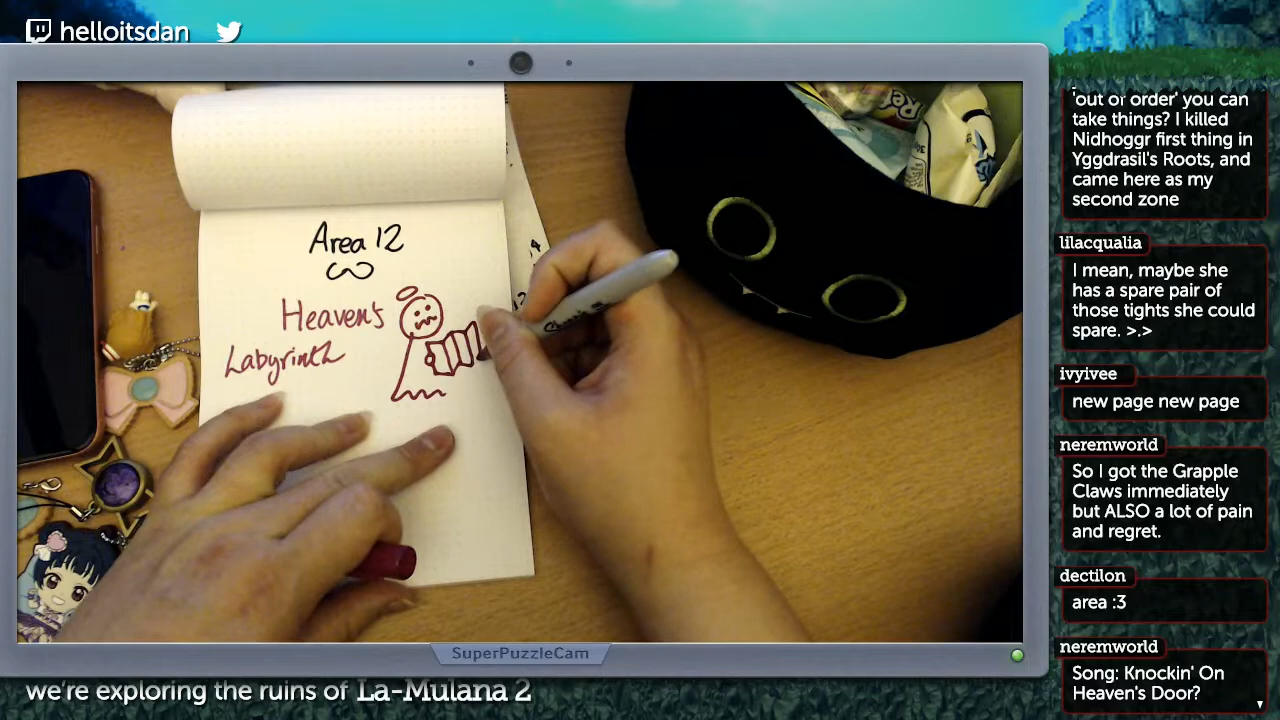 helloitsdan
Area 12
Heaven's
Labyrinth
SuperPuzzleCam
we're exploring the ruins of La-Mulana 2
'out of order' you can
take things? I killed
Nidhoggr first thing in
Yggdrasil's Roots, and
came here as my
second zone
lilacqualia
I mean, maybe she
has a spare pair of
those tights she could
spare. >.>
ivyivee
new page new page
neremworld
So I got the Grapple
Claws immediately
but ALSO a lot of pain
and regret.
dectilon
area :3
neremworld
Song: Knockin' On
Heaven's Door?